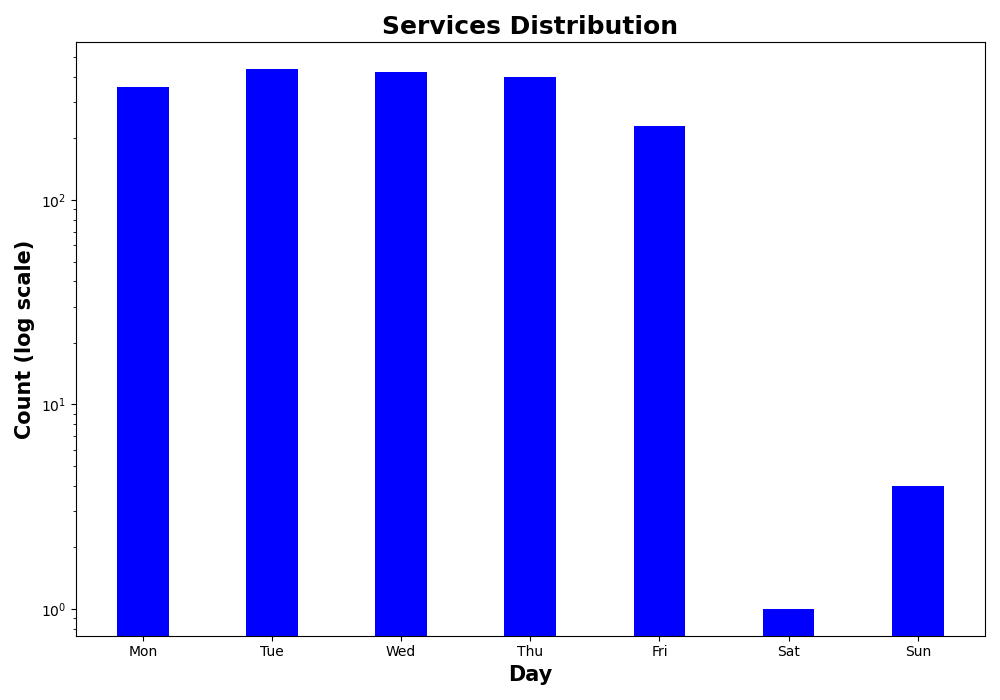 Services Distribution
Count (log scale)
10²
10¹
10⁰
Mon Tue Wed Thu Fri Sat Sun
Day